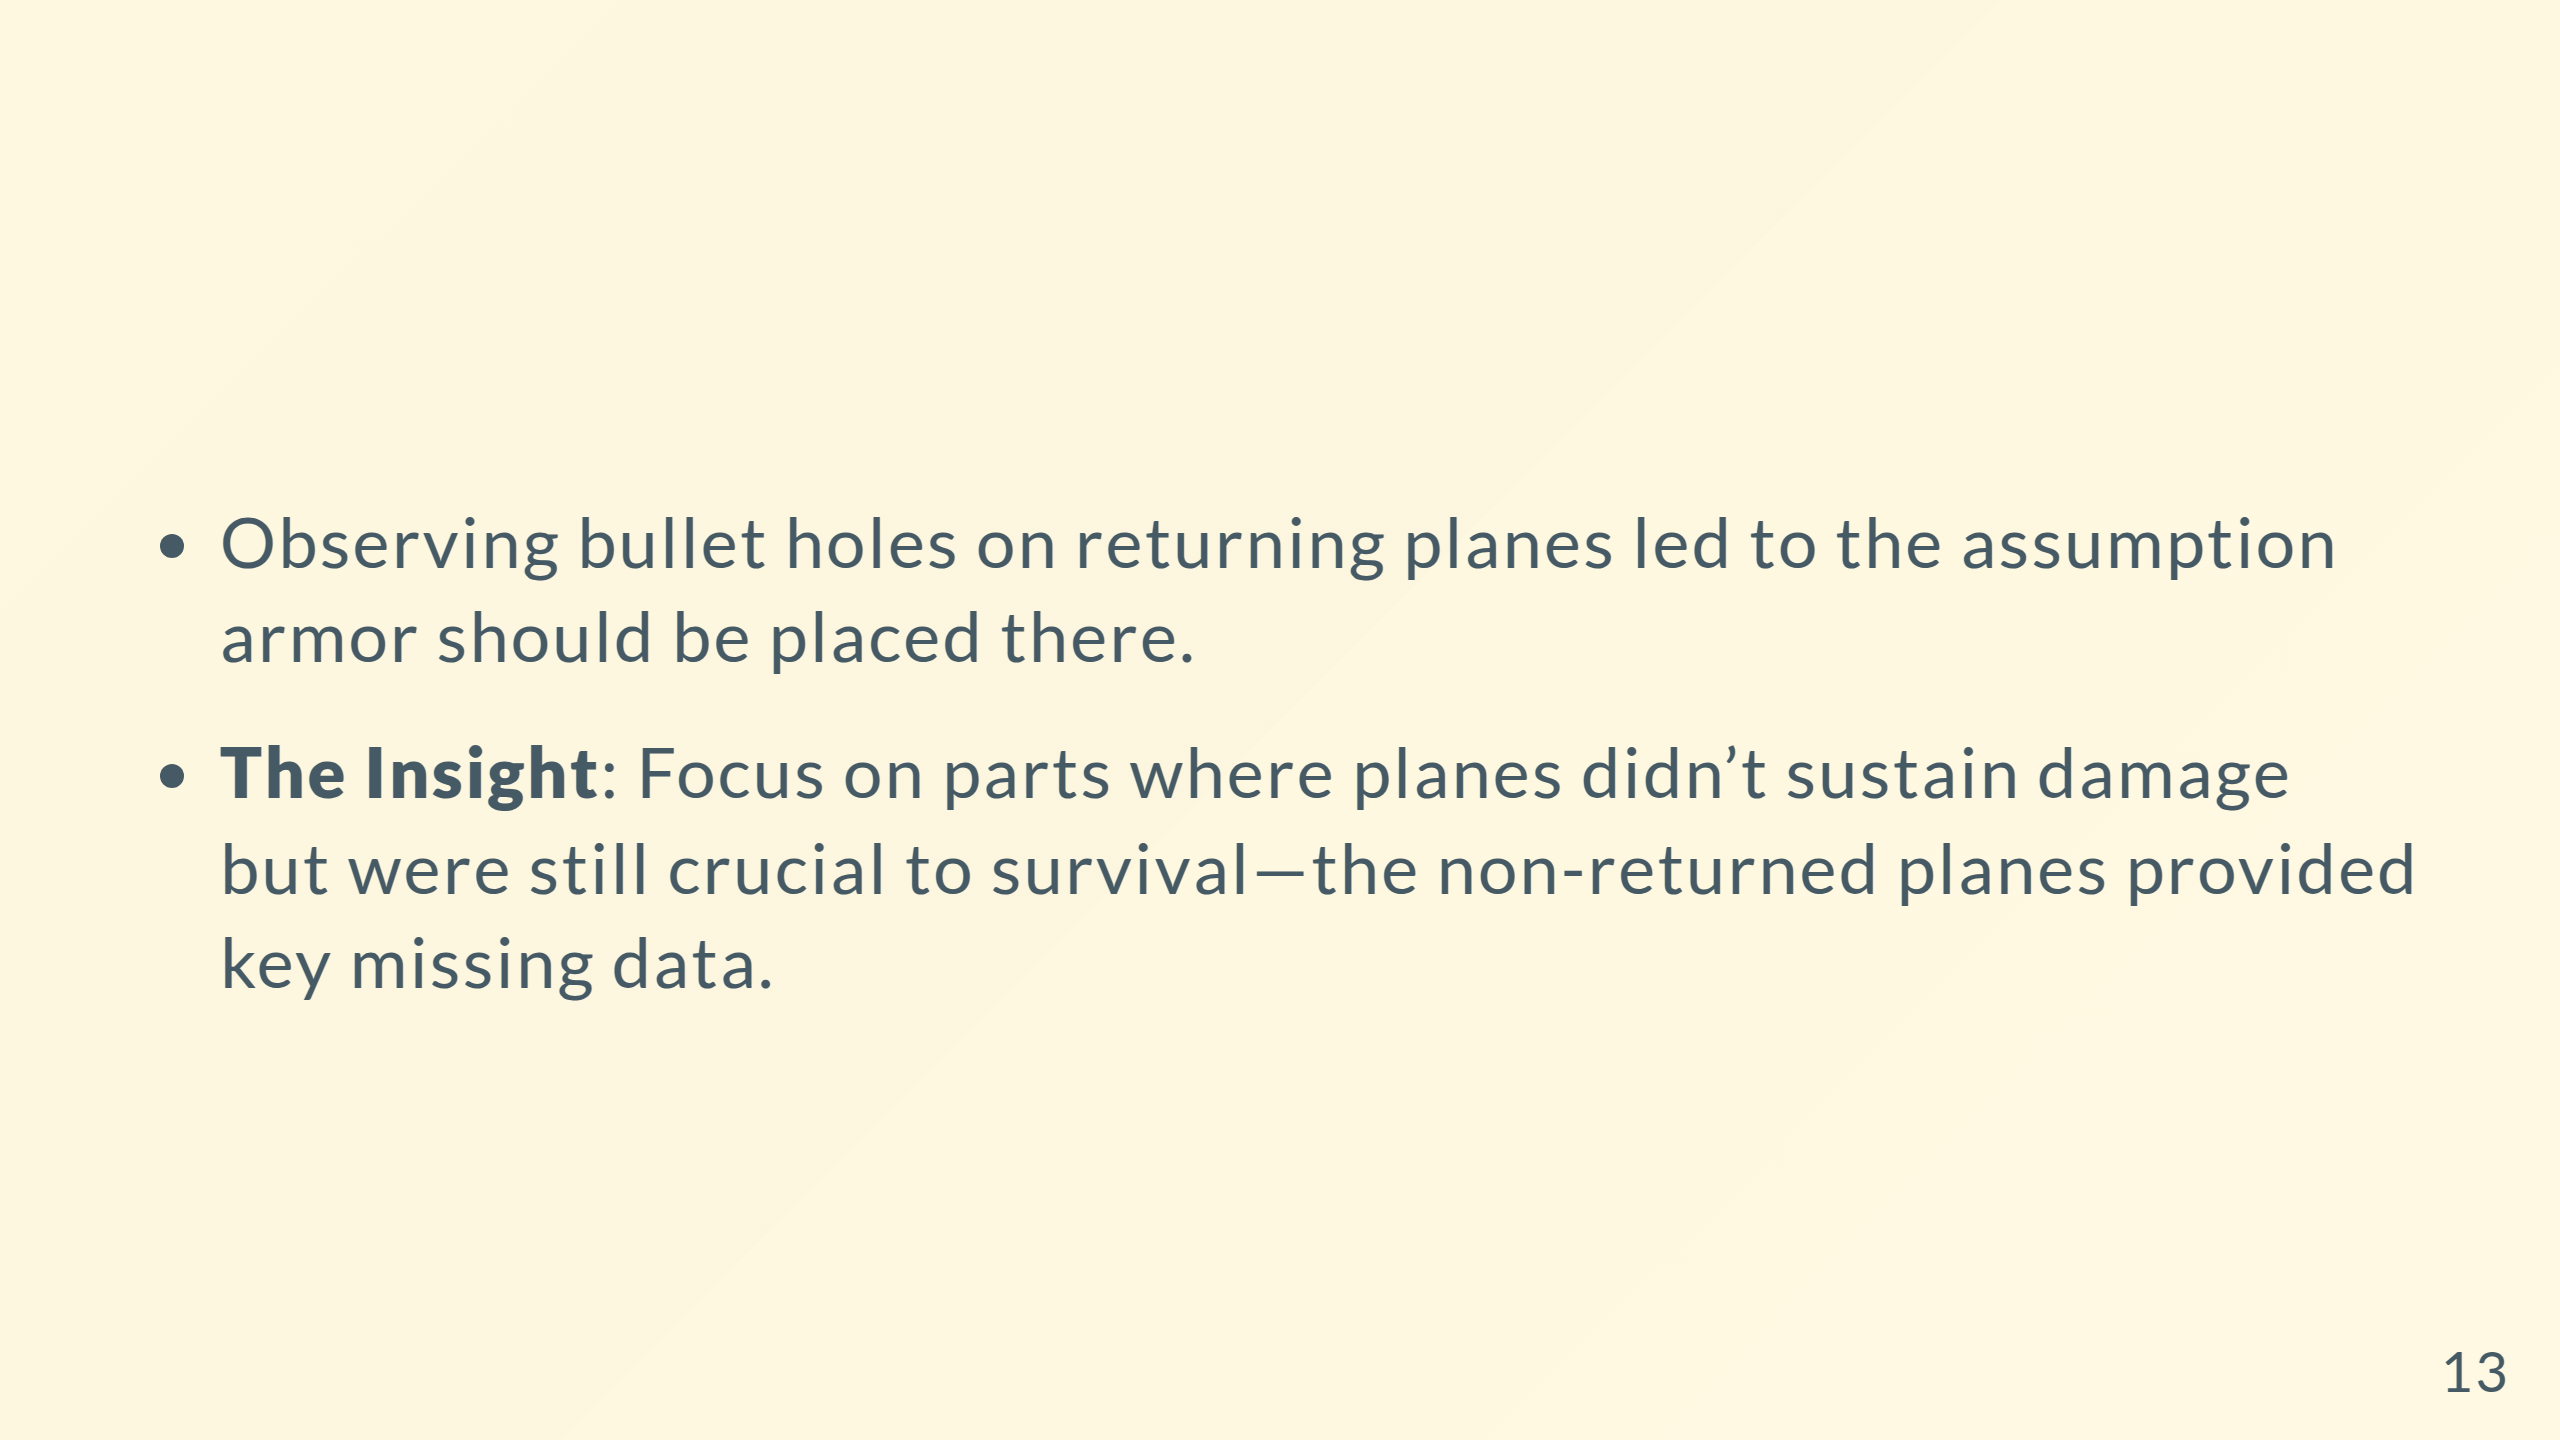 • Observing bullet holes on returning planes led to the assumption
armor should be placed there.
• The Insight: Focus on parts where planes didn’t sustain damage
but were still crucial to survival—the non-returned planes provided
key missing data.
13